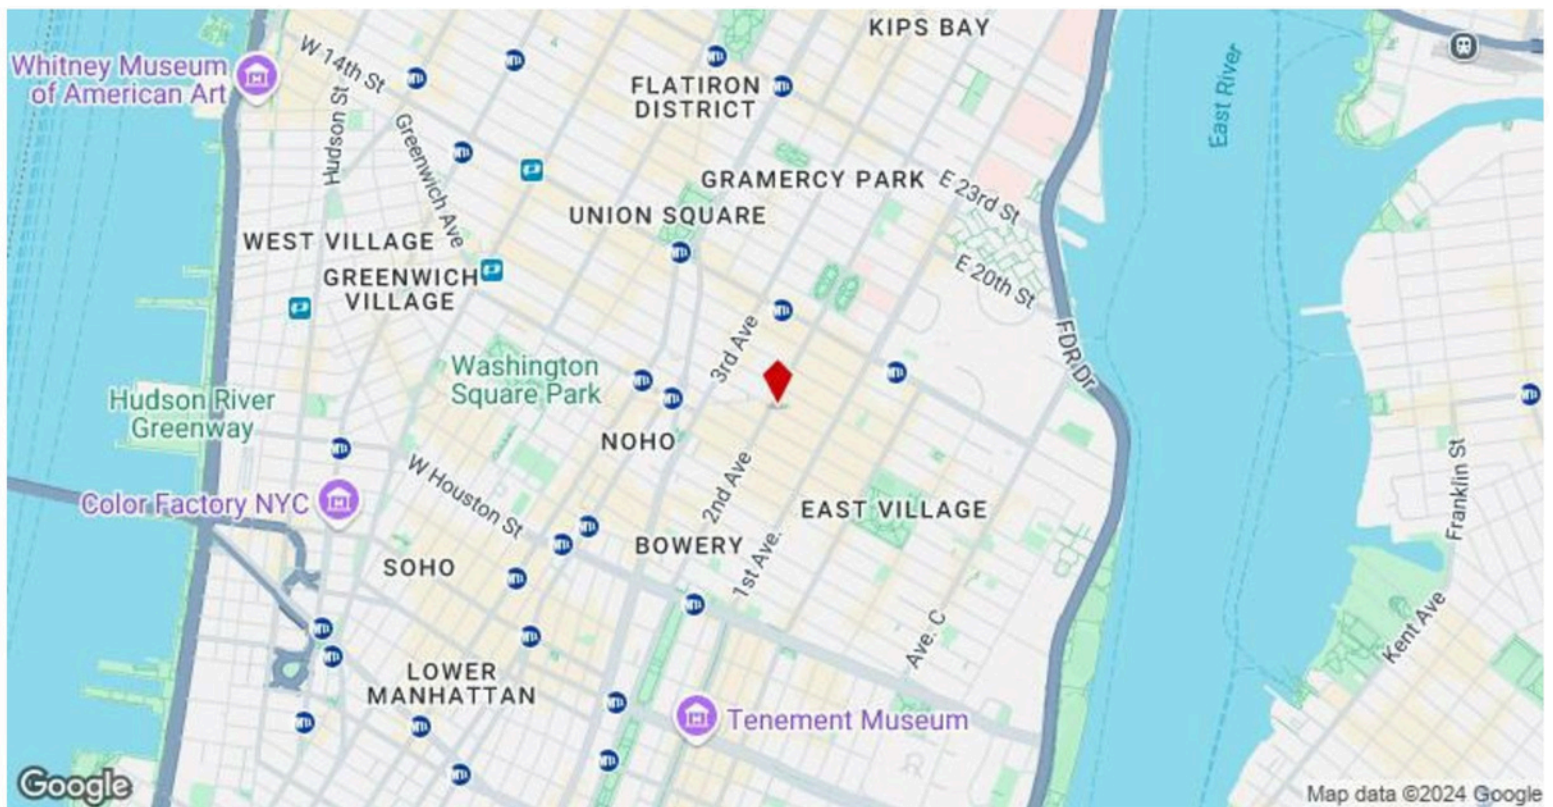 KIPS BAY
W 14th St
Whitney Museum
of American Art
FLATIRON
DISTRICT
East River
Hudson St
Greenwich Ave
GRAMERCY PARK
E 23rd St
UNION SQUARE
WEST VILLAGE
GREENWICH
VILLAGE
E 20th St
3rd Ave
FDR Dr
Washington
Square Park
Hudson River
Greenway
NOHO
W Houston St
2nd Ave
Franklin St
Color Factory NYC
EAST VILLAGE
BOWERY
1st Ave.
SOHO
Ave. C
Kent Ave
LOWER
MANHATTAN
Tenement Museum
Google
Map data ©2024 Google